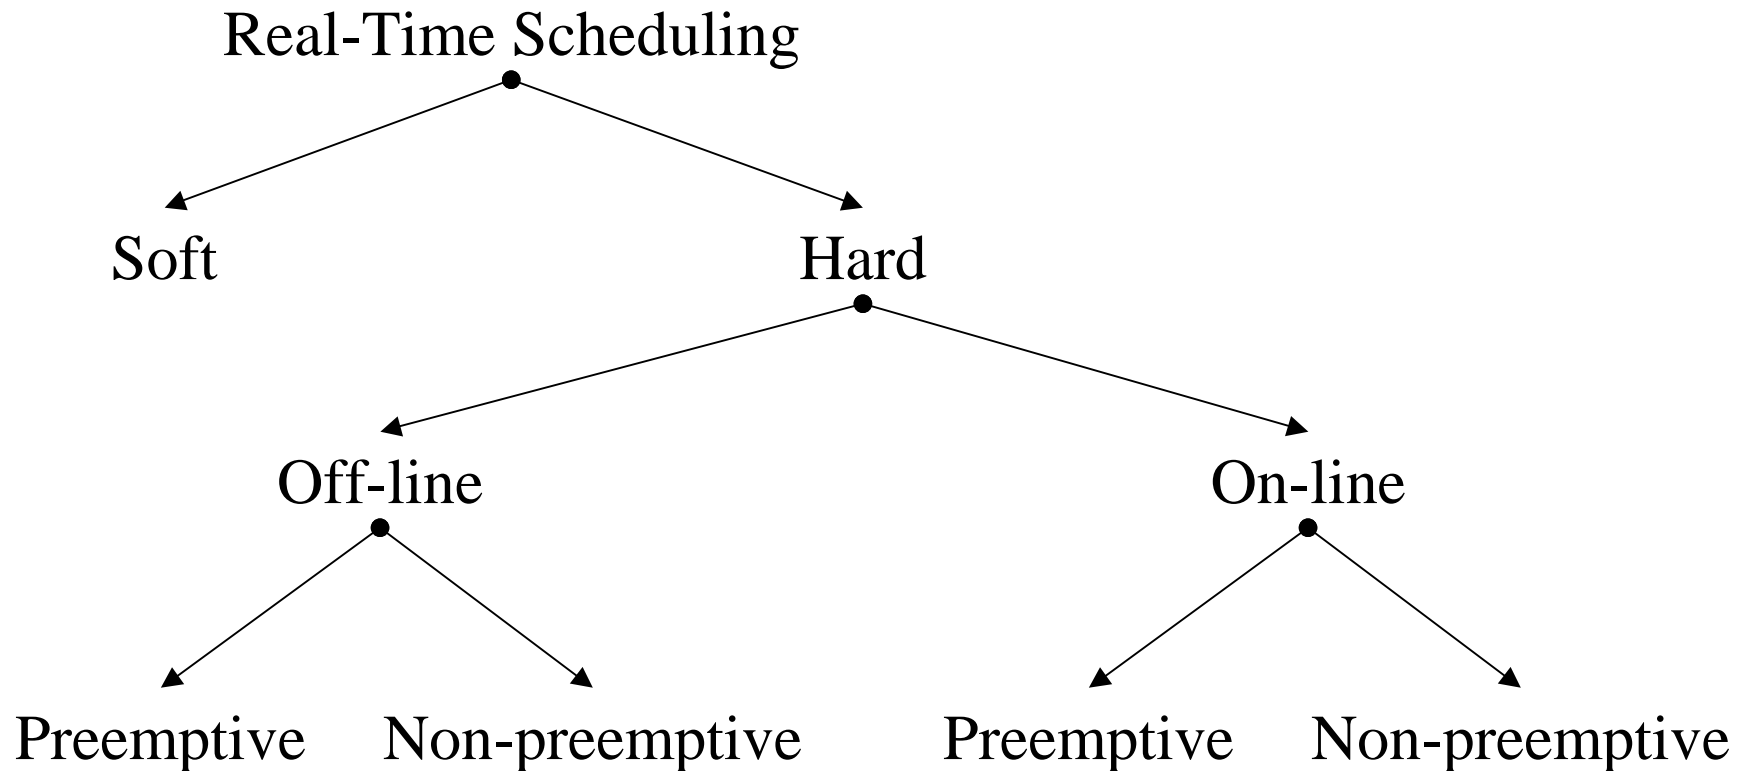 Real-Time Scheduling
Soft Hard
Off-line On-line
Preemptive Non-preemptive Preemptive Non-preemptive